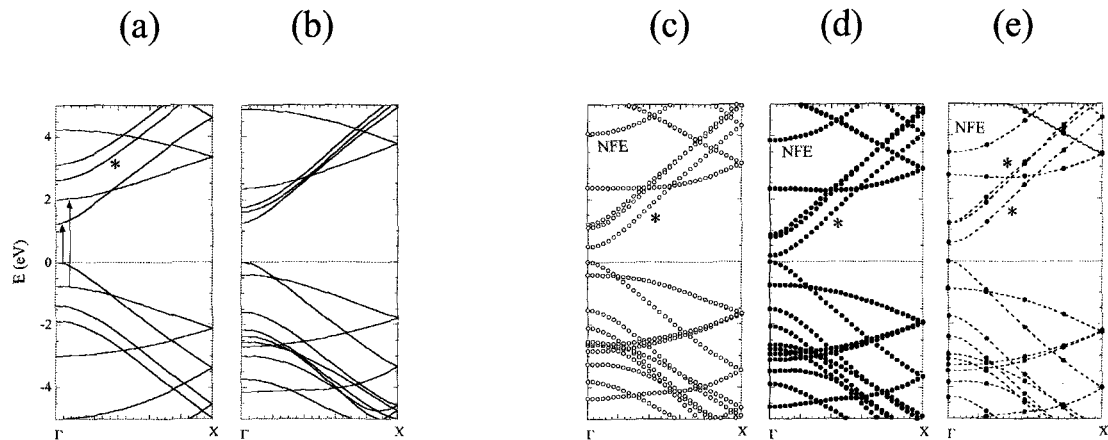 (a) (b) (c) (d) (e)
4
2
0
-2
-4
E (eV)
*
NFE
*
NFE
*
NFE
*
*
Γ X Γ X Γ X Γ X